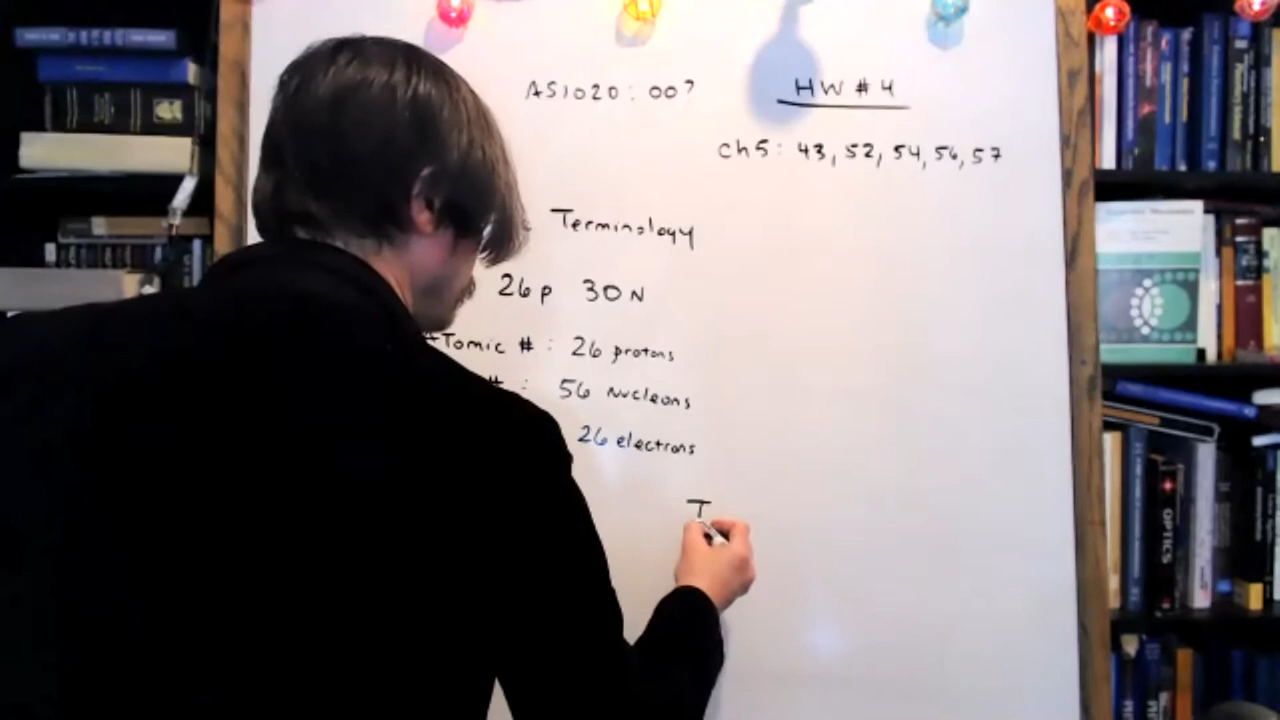 AS1020: 007
HW # 4
ch5: 43, 52, 54, 56, 57
Terminology
26p 30N
Atomic # : 26 protons
# : 56 Nucleons
26 electrons
T
OPTICS